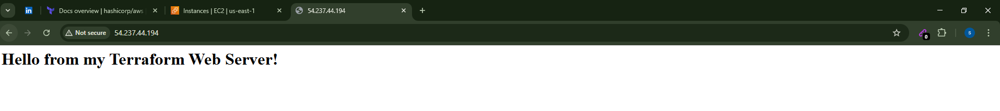 in Docs overview | hashicorp/aws Instances | EC2 | us-east-1 54.237.44.194
Not secure 54.237.44.194 0 S
Hello from my Terraform Web Server!